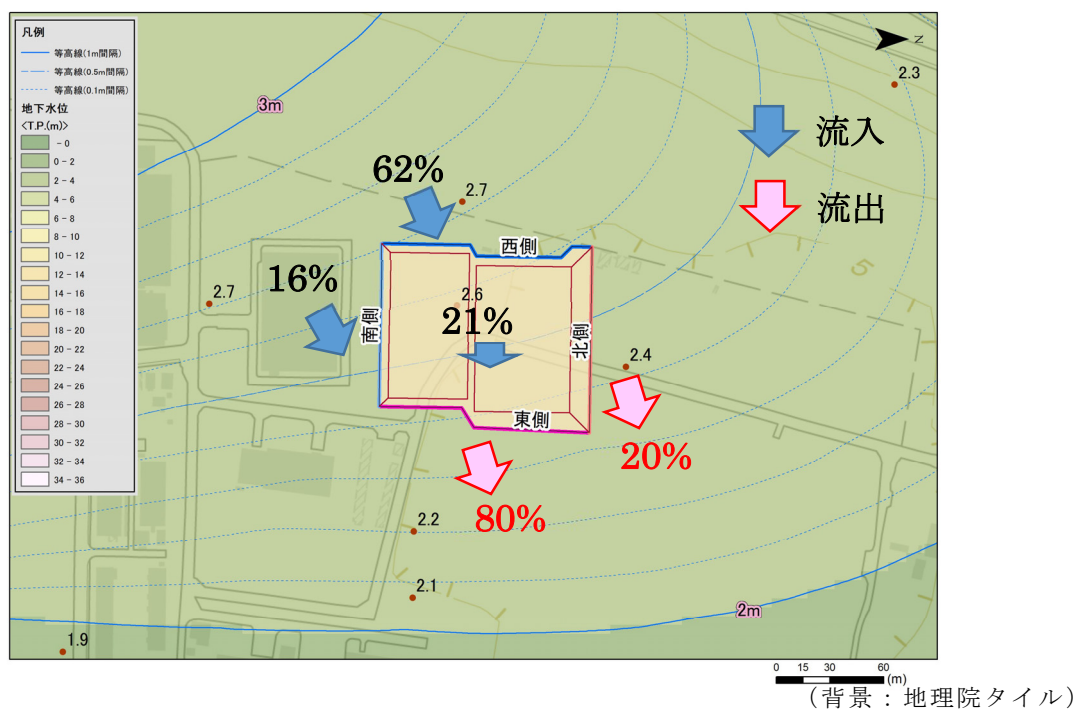 凡例
等高線(1m間隔)
等高線(0.5m間隔)
等高線(0.1m間隔)
地下水位
<T.P.(m)>
- 0
0 - 2
2 - 4
4 - 6
6 - 8
8 - 10
10 - 12
12 - 14
14 - 16
16 - 18
18 - 20
20 - 22
22 - 24
24 - 26
26 - 28
28 - 30
30 - 32
32 - 34
34 - 36
N
2.3
3m
流入
62%
2.7
流出
西側
5
16%
2.7
2.6
21%
南側
北側
2.4
東側
20%
80%
2.2
2.1
2m
1.9
0 15 30 60
(m)
(背景：地理院タイル)